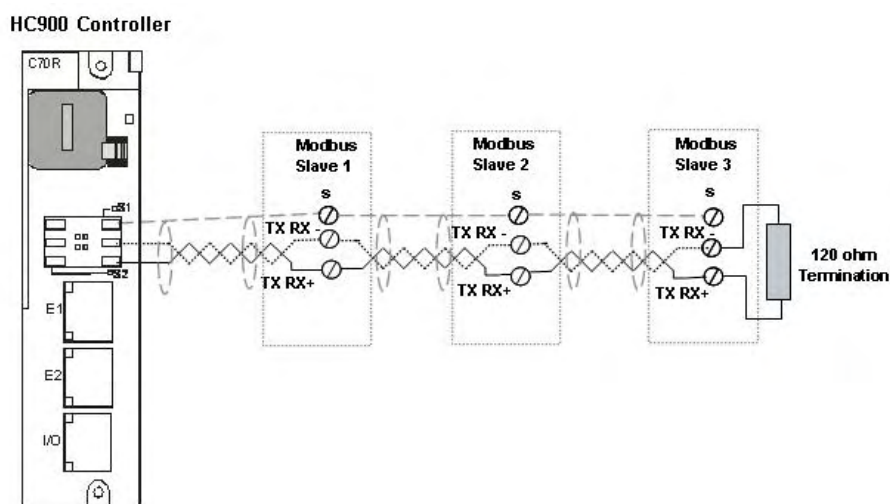 HC900 Controller
C70R
S1
S2
E1
E2
I/O
Modbus
Slave 1
S
TX RX -
TX RX+
Modbus
Slave 2
S
TX RX -
TX RX+
Modbus
Slave 3
S
TX RX -
TX RX+
120 ohm
Termination